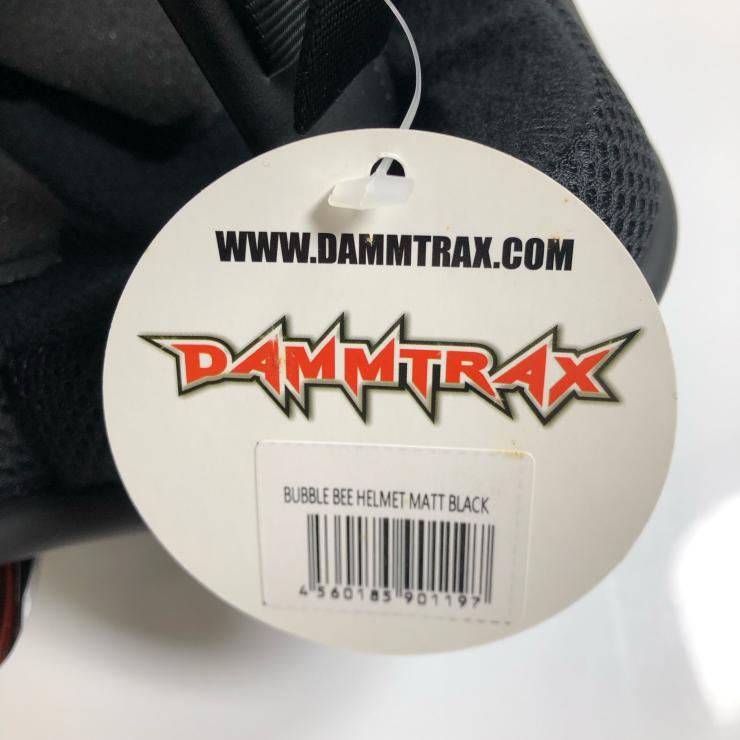 WWW.DAMMTRAX.COM
DAMMTRAX
BUBBLE BEE HELMET MATT BLACK
4 560185 901197